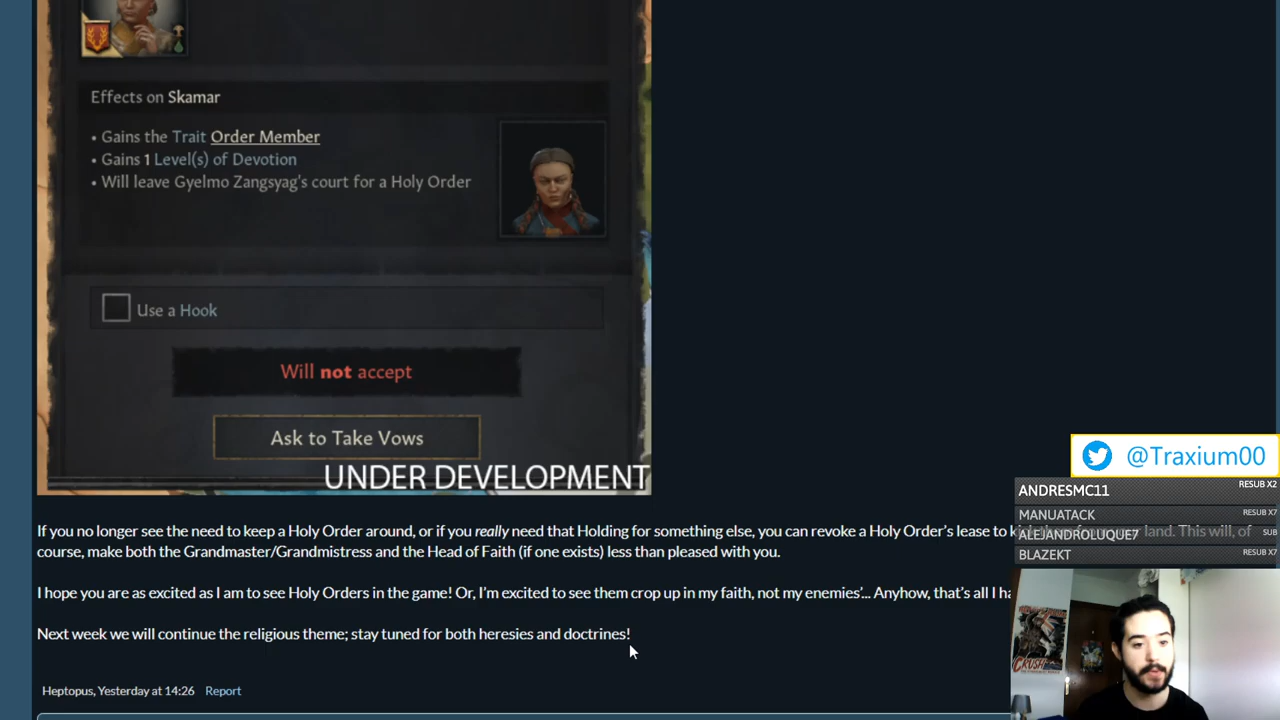 Effects on Skamar
• Gains the Trait Order Member
• Gains 1 Level(s) of Devotion
• Will leave Gyelmo Zangsyag's court for a Holy Order
Use a Hook
Will not accept
Ask to Take Vows
UNDER DEVELOPMENT
@Traxium00
ANDRESMC11 RESUB X2
MANUATACK RESUB X7
ALEJANDROLUQUE7 SUB
BLAZEKT RESUB X7
If you no longer see the need to keep a Holy Order around, or if you really need that Holding for something else, you can revoke a Holy Order's lease to land. This will, of
course, make both the Grandmaster/Grandmistress and the Head of Faith (if one exists) less than pleased with you.
I hope you are as excited as I am to see Holy Orders in the game! Or, I'm excited to see them crop up in my faith, not my enemies'... Anyhow, that's all I
Next week we will continue the religious theme; stay tuned for both heresies and doctrines!
Heptopus, Yesterday at 14:26 Report
CRUSH